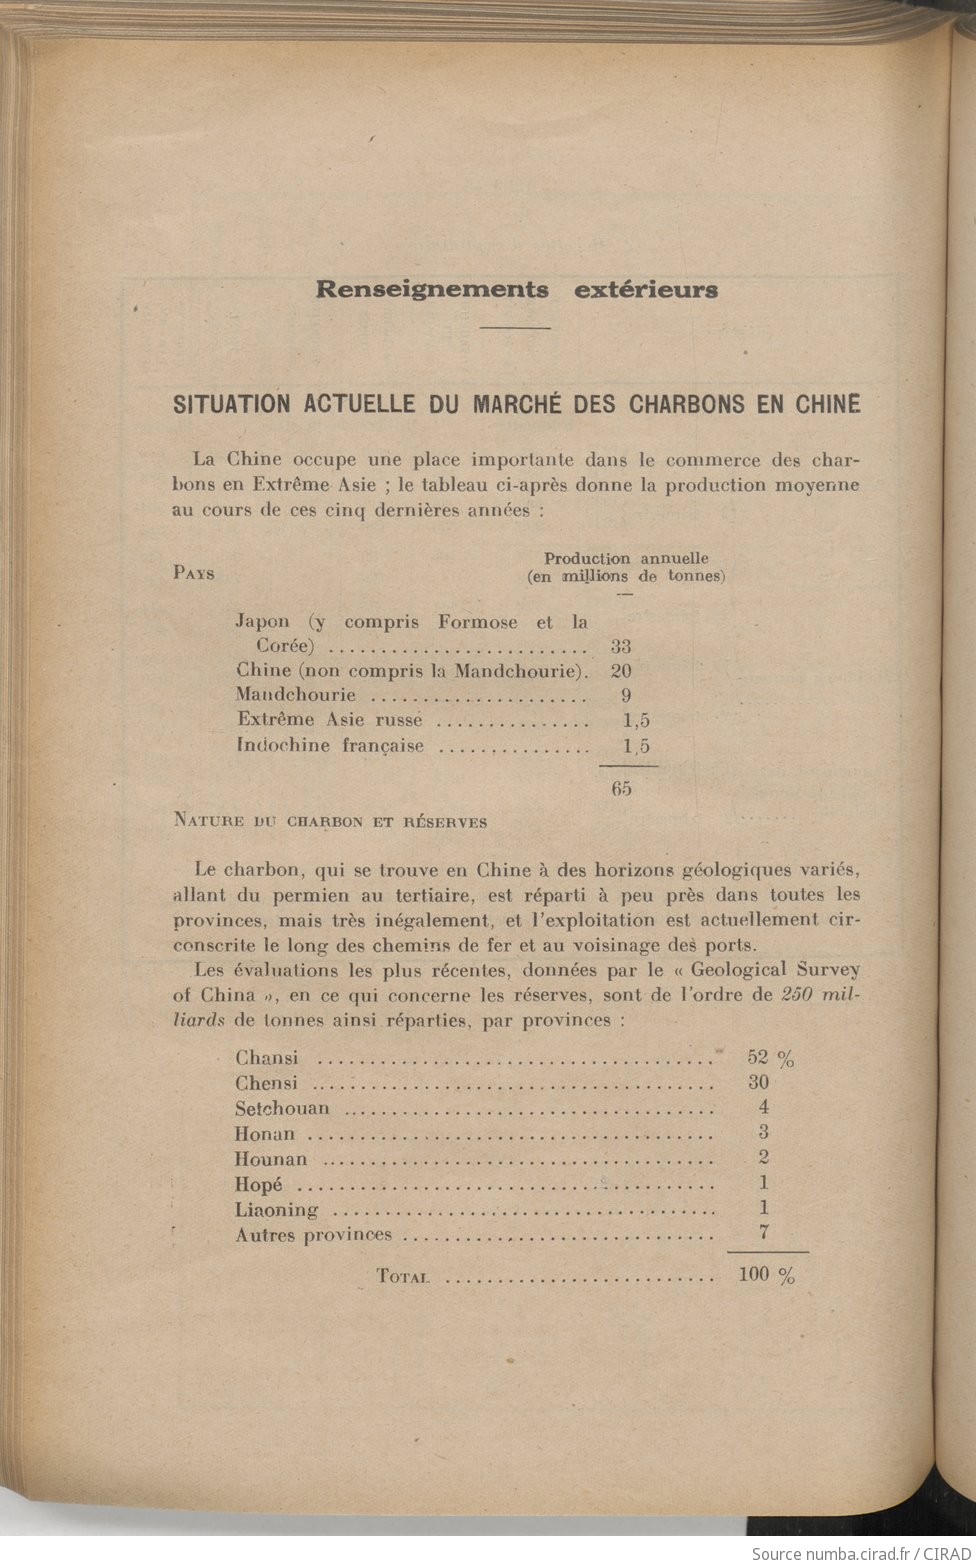 Renseignements extérieurs
SITUATION ACTUELLE DU MARCHÉ DES CHARBONS EN CHINE
La Chine occupe une place importante dans le commerce des char-
bons en Extrême Asie ; le tableau ci-après donne la production moyenne
au cours de ces cinq dernières années :
Production annuelle
PAYS (en millions de tonnes)
—
Japon (y compris Formose et la
Corée) ......................... 33
Chine (non compris la Mandchourie). 20
Mandchourie ..................... 9
Extrême Asie russe ............... 1,5
Indochine française ............... 1,5
65
NATURE DU CHARBON ET RÉSERVES
Le charbon, qui se trouve en Chine à des horizons géologiques variés,
allant du permien au tertiaire, est réparti à peu près dans toutes les
provinces, mais très inégalement, et l'exploitation est actuellement cir-
conscrite le long des chemins de fer et au voisinage des ports.
Les évaluations les plus récentes, données par le « Geological Survey
of China », en ce qui concerne les réserves, sont de l'ordre de 250 mil-
liards de tonnes ainsi réparties, par provinces :
Chansi ...................................... 52 %
Chensi ...................................... 30
Setchouan .................................... 4
Honan ....................................... 3
Hounan ...................................... 2
Hopé ........................................ 1
Liaoning ..................................... 1
Autres provinces .............................. 7
TOTAL .......................... 100 %
Source numba.cirad.fr / CIRAD